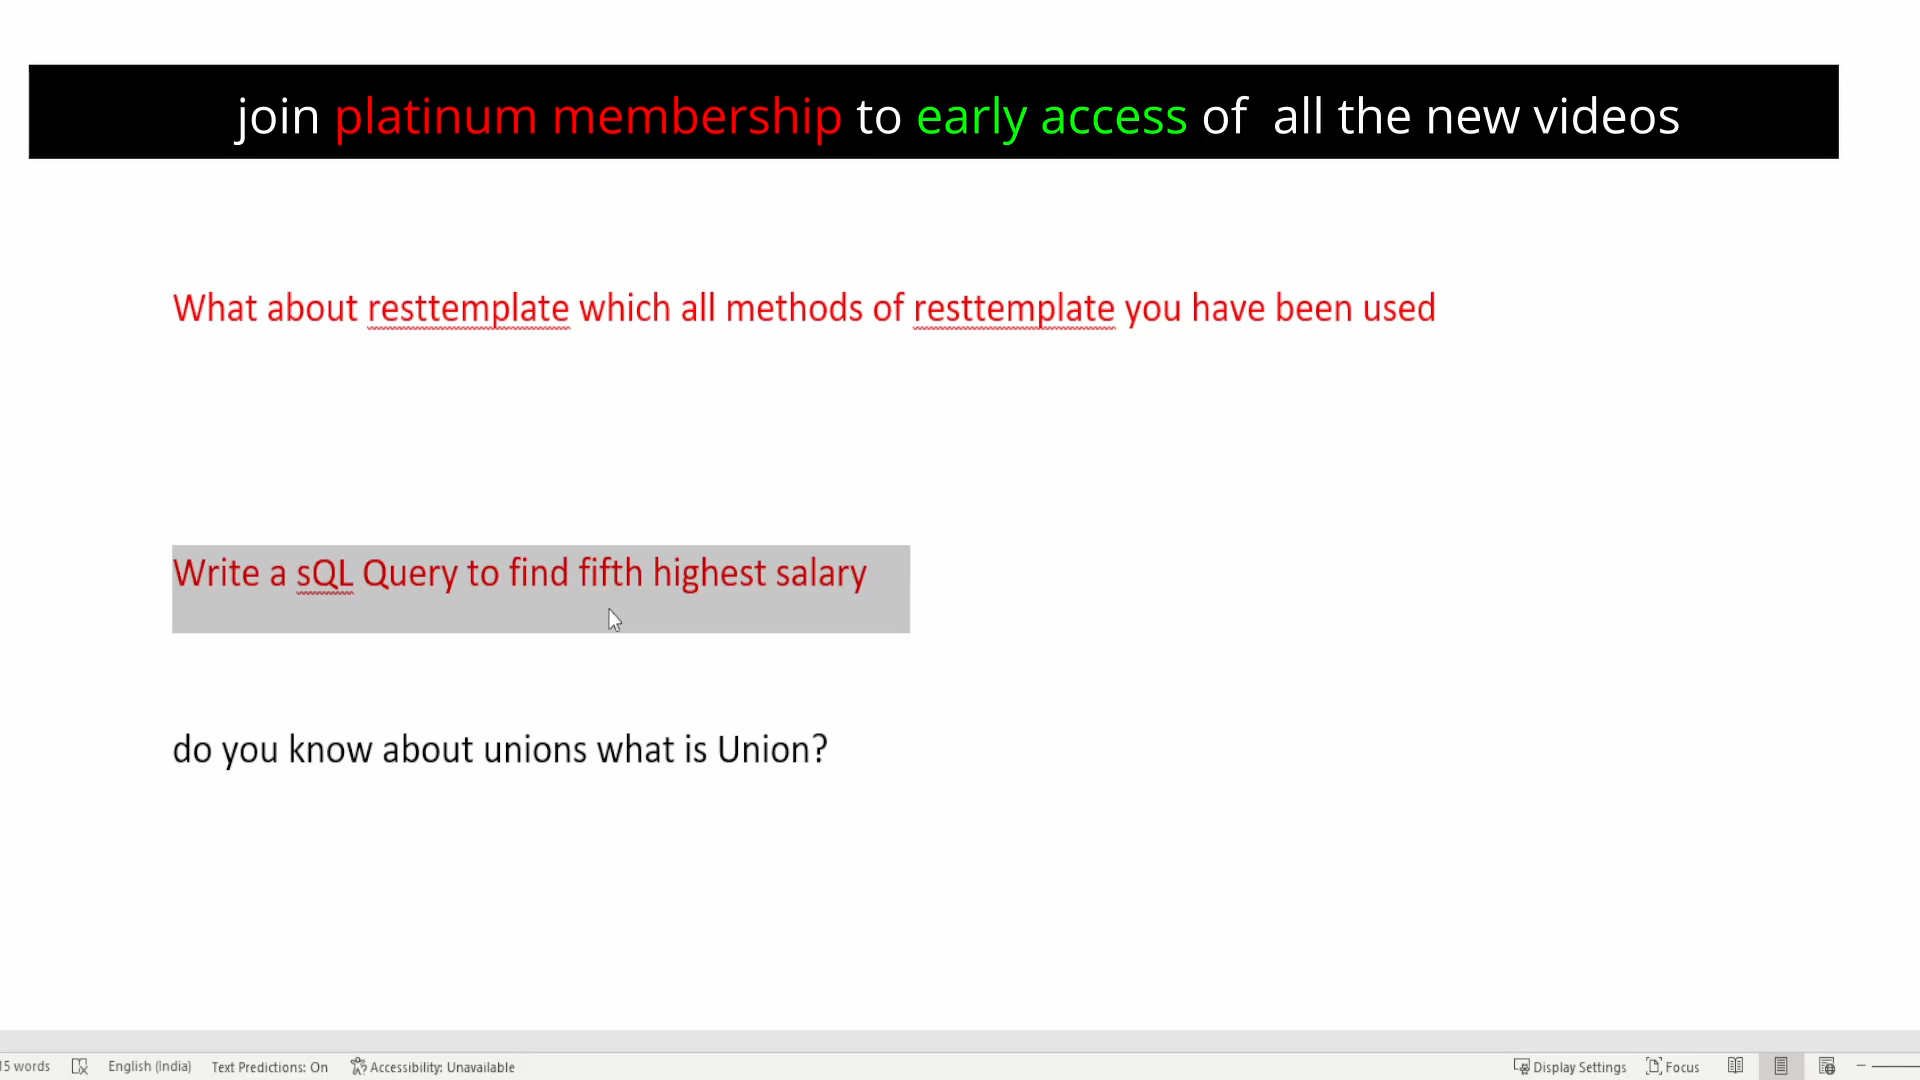 join platinum membership to early access of all the new videos
What about resttemplate which all methods of resttemplate you have been used
Write a sQL Query to find fifth highest salary
do you know about unions what is Union?
15 words English (India) Text Predictions: On Accessibility: Unavailable Display Settings Focus